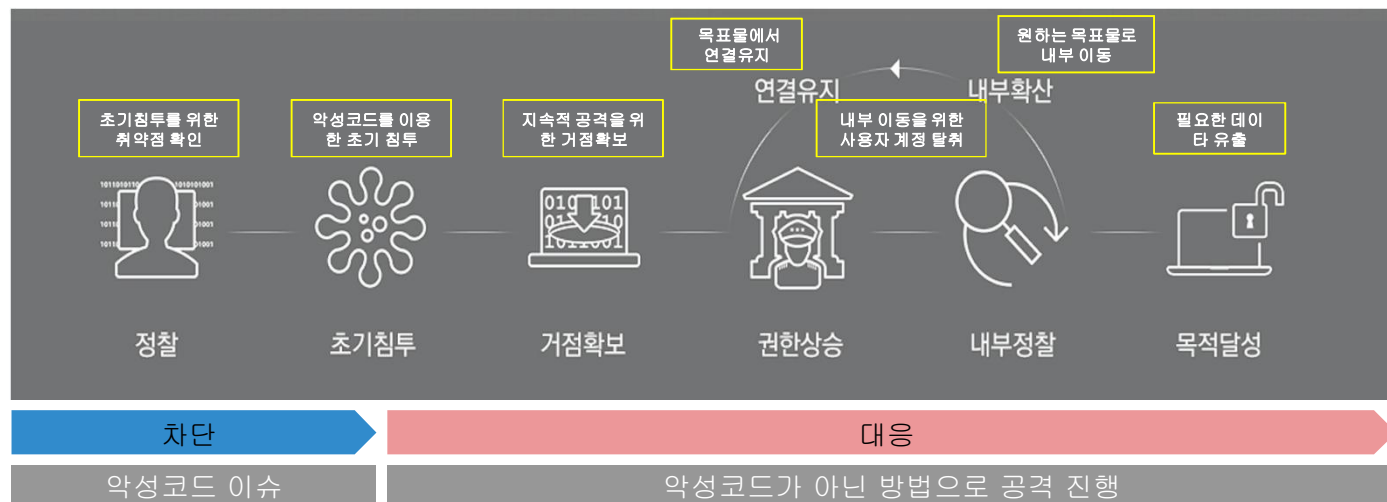 목표물에서
연결유지
원하는 목표물로
내부 이동
연결유지
내부확산
초기침투를 위한
취약점 확인
악성코드를 이용
한 초기 침투
지속적 공격을 위
한 거점확보
내부 이동을 위한
사용자 계정 탈취
필요한 데이
타 유출
정찰
초기침투
거점확보
권한상승
내부정찰
목적달성
차단
대응
악성코드 이슈
악성코드가 아닌 방법으로 공격 진행